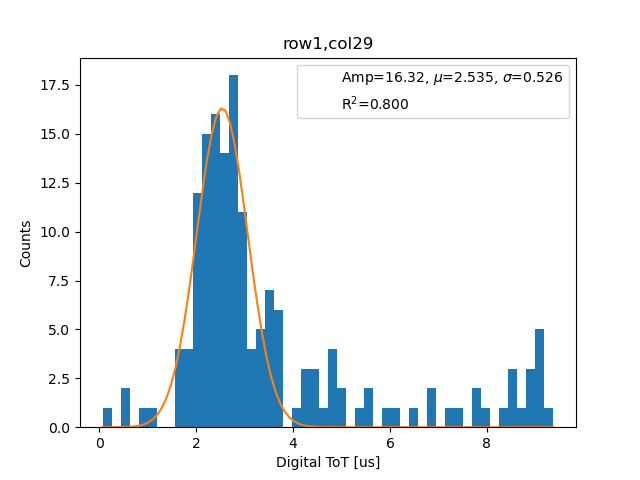 row1,col29
Amp=16.32, μ=2.535, σ=0.526
R²=0.800
17.5
15.0
12.5
10.0
7.5
5.0
2.5
0.0
Counts
0 2 4 6 8
Digital ToT [us]